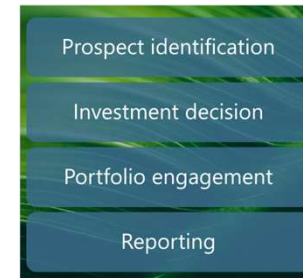 Prospect identification
Investment decision
Portfolio engagement
Reporting